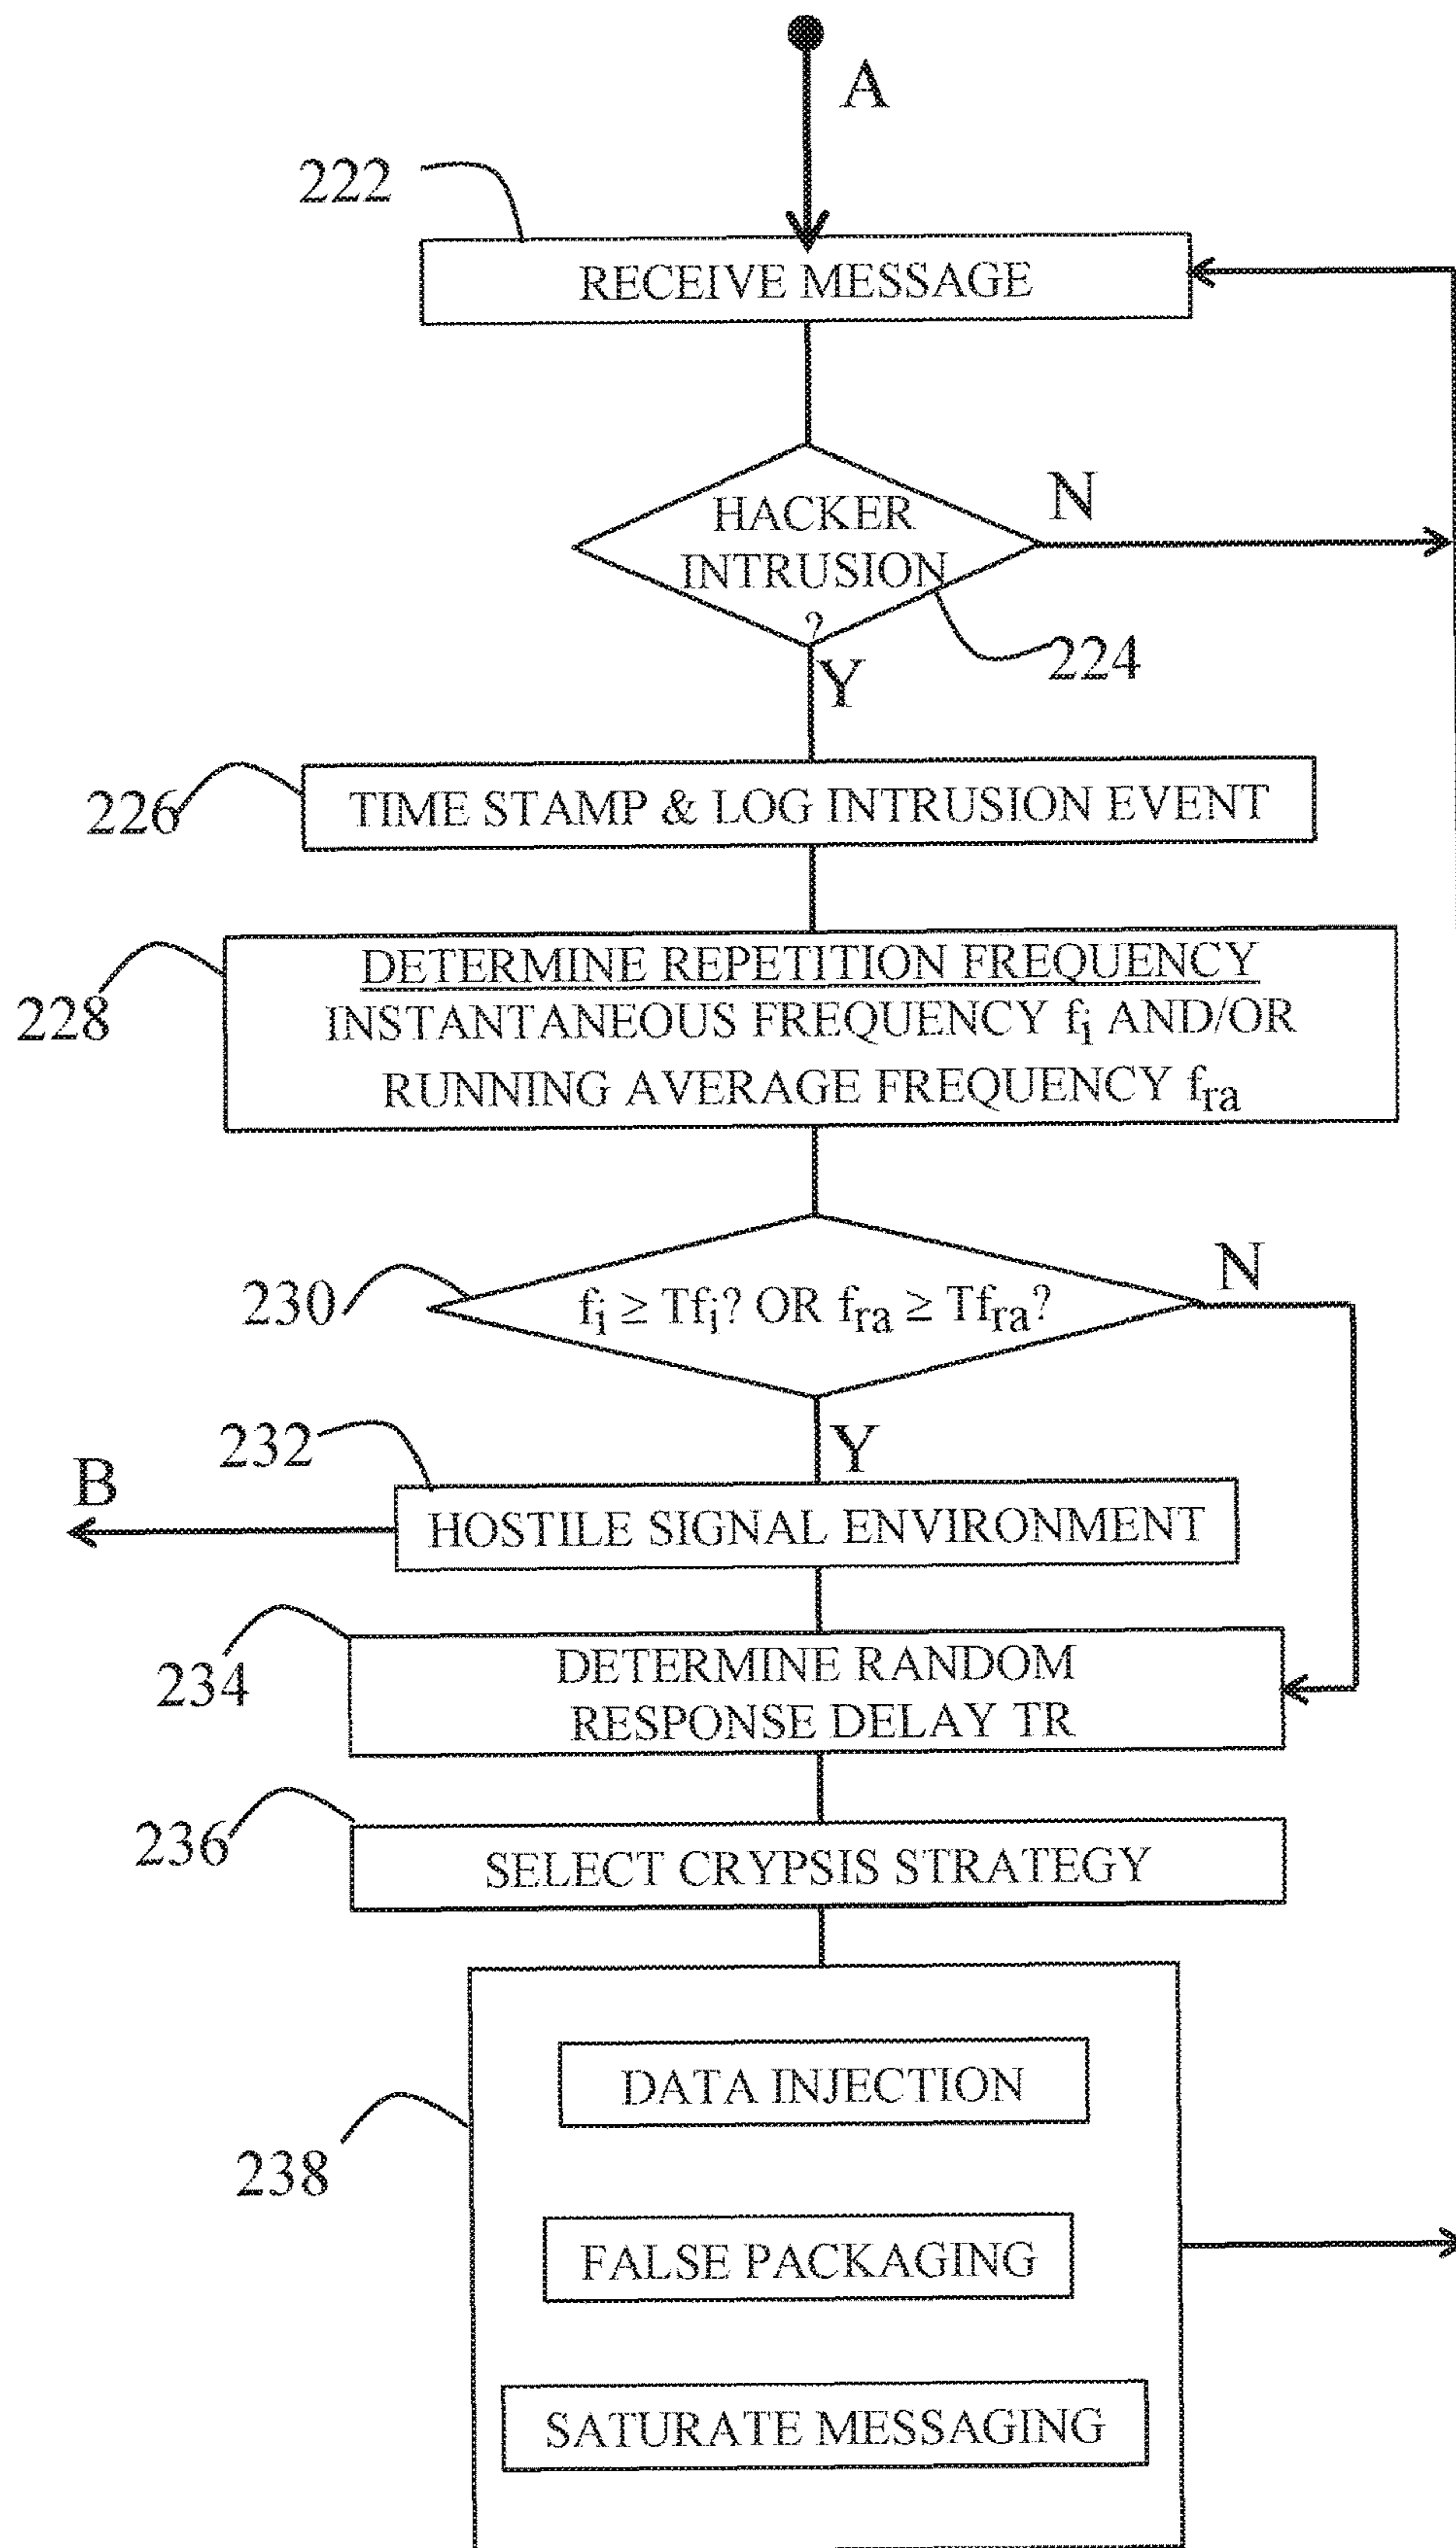 A
222
RECEIVE MESSAGE
HACKER
INTRUSION
?
N
224
Y
226
TIME STAMP & LOG INTRUSION EVENT
228
DETERMINE REPETITION FREQUENCY
INSTANTANEOUS FREQUENCY fi AND/OR
RUNNING AVERAGE FREQUENCY fra
230
fi ≥ Tfi? OR fra ≥ Tfra?
N
Y
232
B
HOSTILE SIGNAL ENVIRONMENT
234
DETERMINE RANDOM
RESPONSE DELAY TR
236
SELECT CRYPSIS STRATEGY
238
DATA INJECTION
FALSE PACKAGING
SATURATE MESSAGING